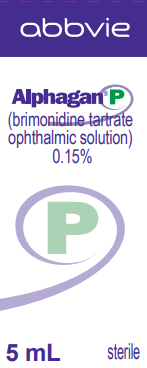 abbvie
Alphagan® P
(brimonidine tartrate
ophthalmic solution)
0.15%
P
5 mL sterile